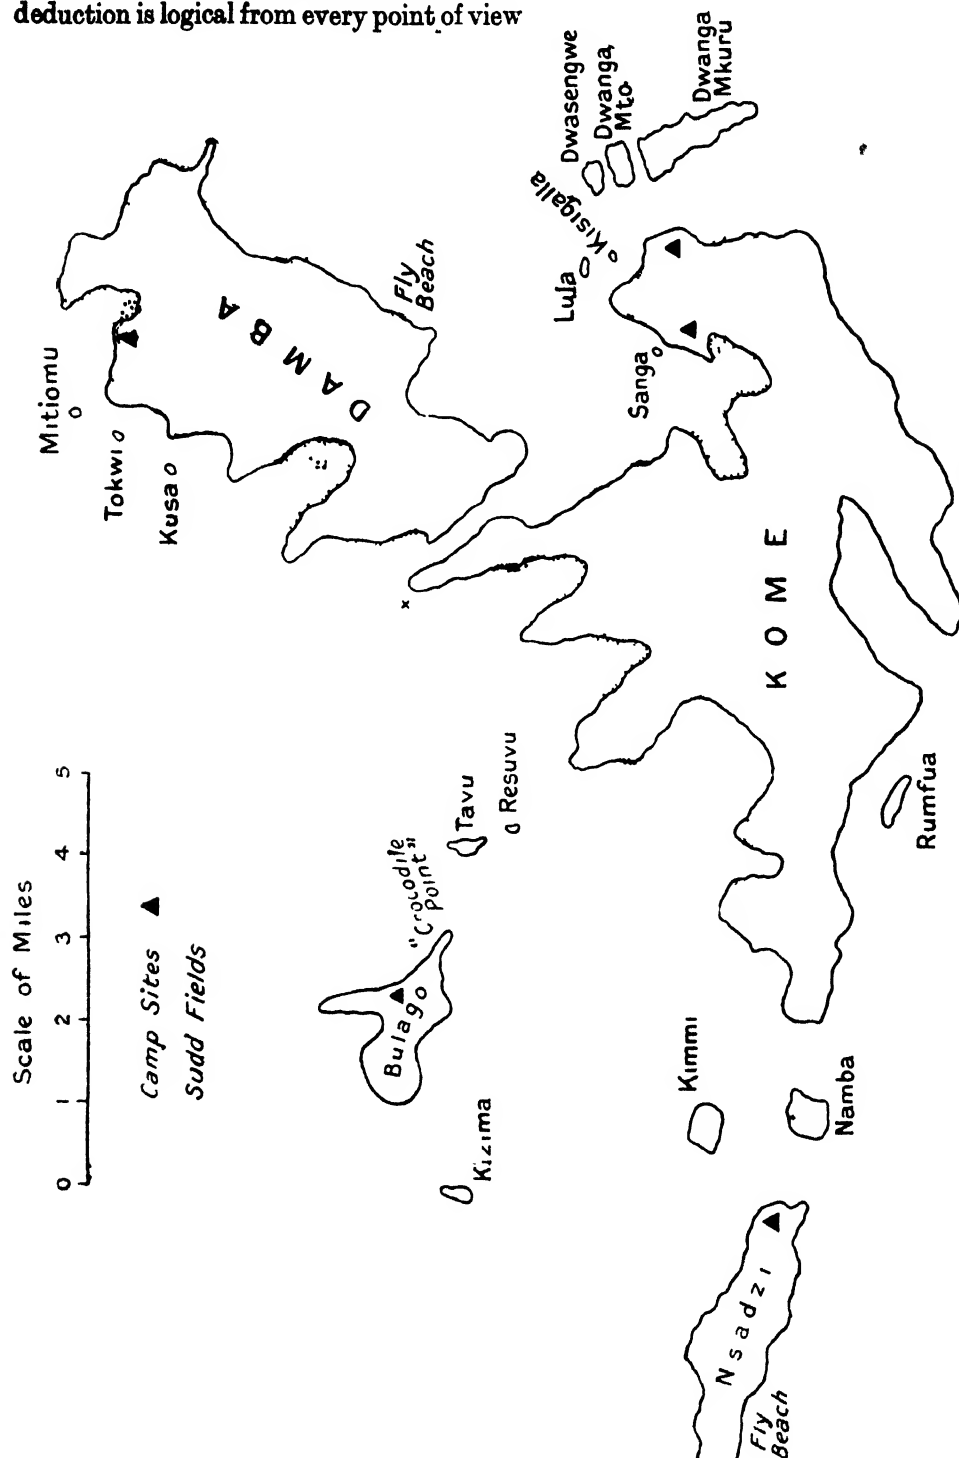 deduction is logical from every point of view
Dwasengwe
Dwanga
Mto.
Dwanga
Mkuru
Kisigalla
Lula
Sanga
Fly
Beach
DAMBA
Mitiomu
Tokwi
Kusa
KOME
Scale of Miles
0 1 2 3 4 5
Camp Sites
Sudd Fields
"Crocodile
Point"
Tavu
Resuvu
Bulago
Kizima
Kimmi
Namba
Rumfua
Nsadzi
Fly
Beach